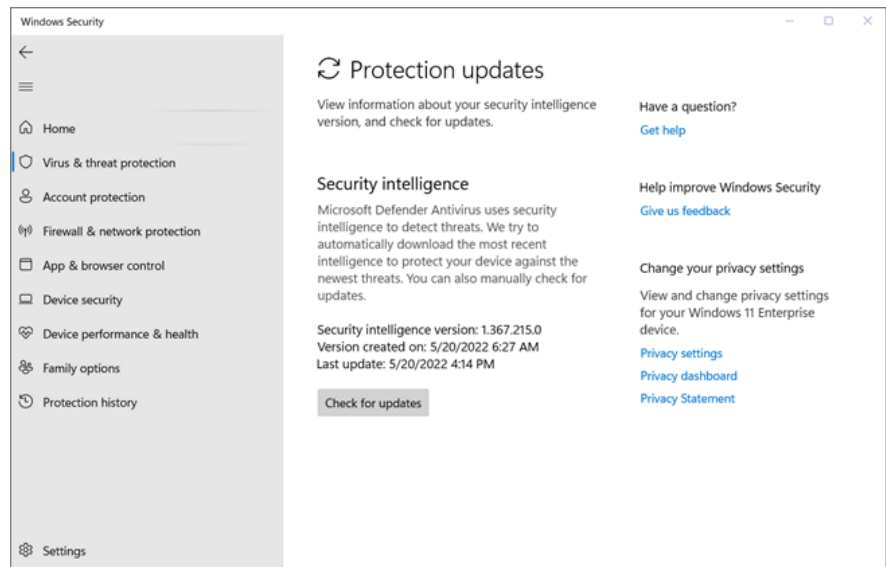 Windows Security
Home
Virus & threat protection
Account protection
Firewall & network protection
App & browser control
Device security
Device performance & health
Family options
Protection history
Settings
Protection updates
View information about your security intelligence
version, and check for updates.
Security intelligence
Microsoft Defender Antivirus uses security
intelligence to detect threats. We try to
automatically download the most recent
intelligence to protect your device against the
newest threats. You can also manually check for
updates.
Security intelligence version: 1.367.215.0
Version created on: 5/20/2022 6:27 AM
Last update: 5/20/2022 4:14 PM
Check for updates
Have a question?
Get help
Help improve Windows Security
Give us feedback
Change your privacy settings
View and change privacy settings
for your Windows 11 Enterprise
device.
Privacy settings
Privacy dashboard
Privacy Statement